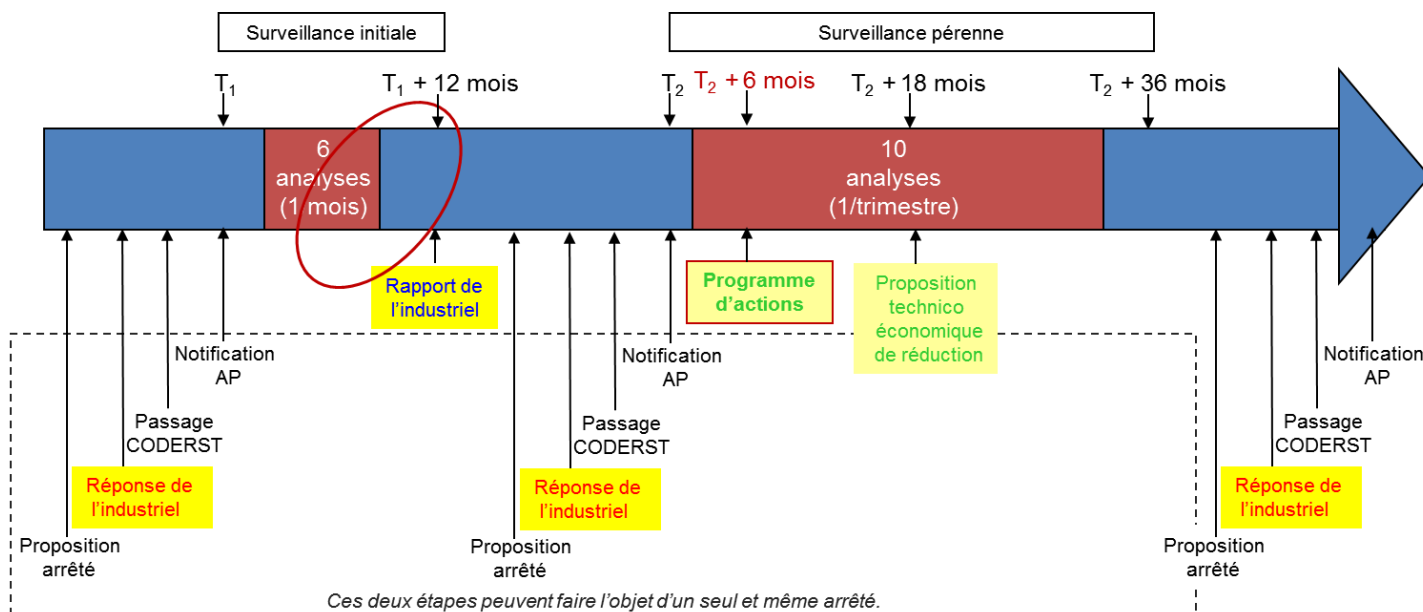 Surveillance initiale
Surveillance pérenne
T1
T1 + 12 mois
T2
T2 + 6 mois
T2 + 18 mois
T2 + 36 mois
6
analyses
(1 mois)
10
analyses
(1/trimestre)
Rapport de
l’industriel
Programme
d’actions
Proposition
technico
économique
de réduction
Notification
AP
Notification
AP
Notification
AP
Passage
CODERST
Passage
CODERST
Passage
CODERST
Réponse de
l’industriel
Réponse de
l’industriel
Réponse de
l’industriel
Proposition
arrêté
Proposition
arrêté
Proposition
arrêté
Ces deux étapes peuvent faire l’objet d’un seul et même arrêté.